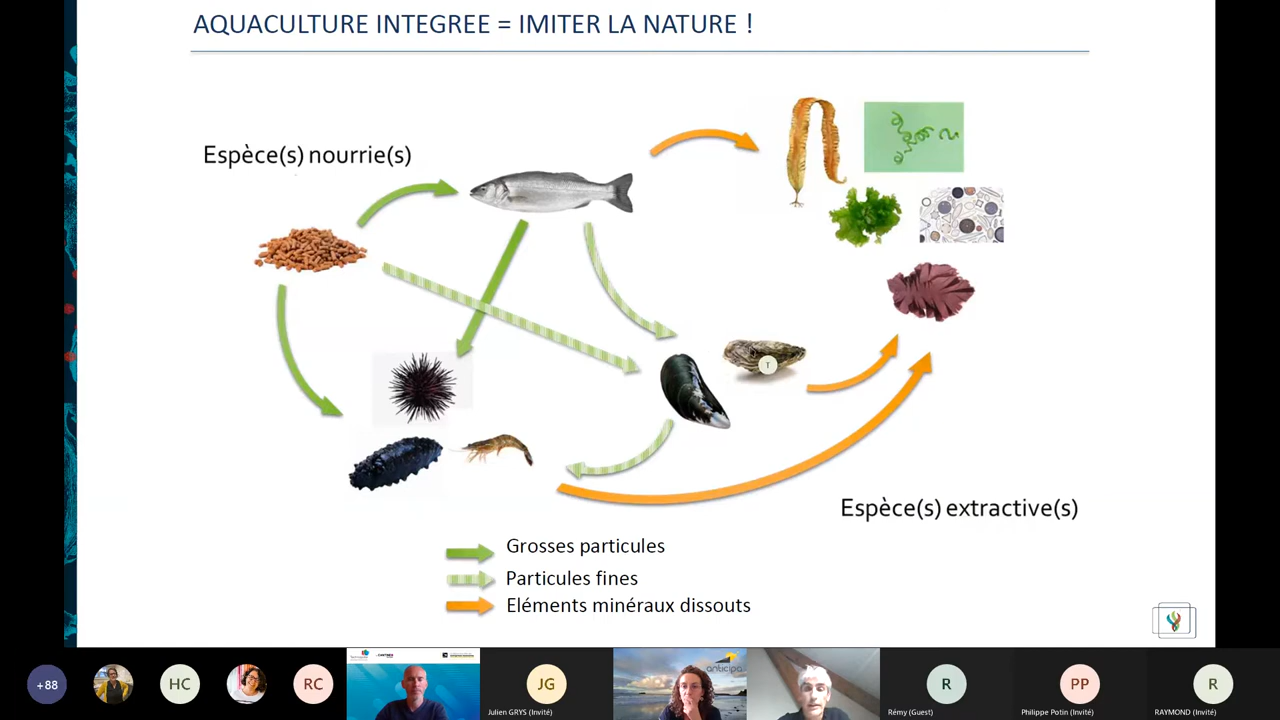 AQUACULTURE INTEGREE = IMITER LA NATURE !
Espèce(s) nourrie(s)
T
Espèce(s) extractive(s)
Grosses particules
Particules fines
Eléments minéraux dissouts
+88
HC
RC
JG
Julien GRYS (Invité)
anticipa
R
Rémy (Guest)
PP
Philippe Potin (Invité)
R
RAYMOND (Invité)